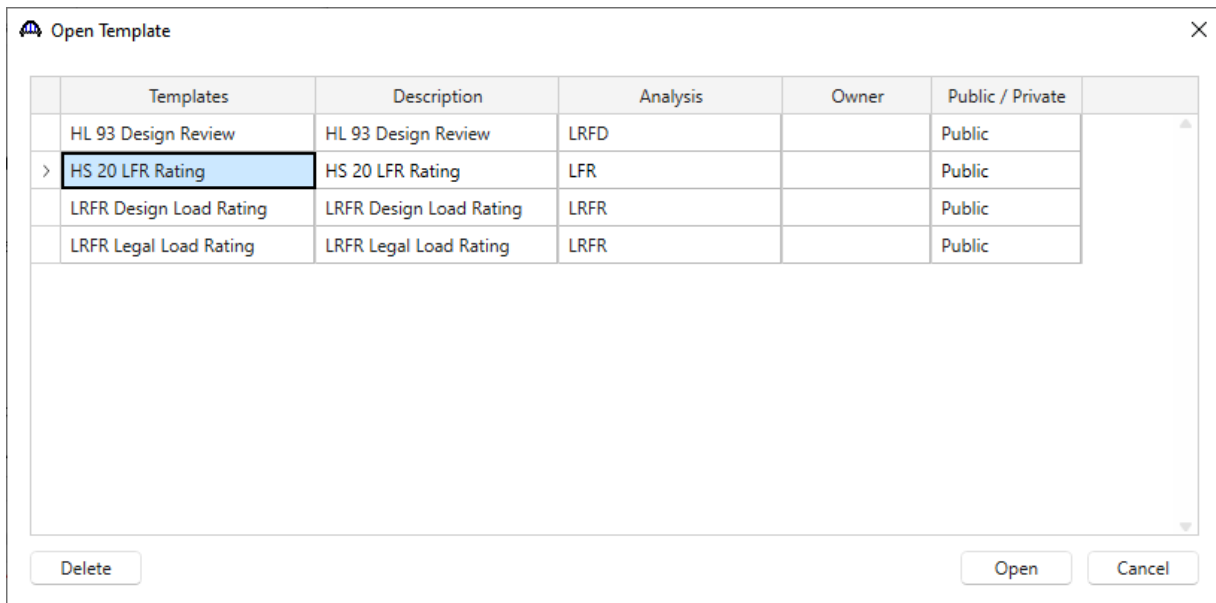 Open Template
Templates Description Analysis Owner Public / Private
HL 93 Design Review HL 93 Design Review LRFD Public
HS 20 LFR Rating HS 20 LFR Rating LFR Public
LRFR Design Load Rating LRFR Design Load Rating LRFR Public
LRFR Legal Load Rating LRFR Legal Load Rating LRFR Public
Delete Open Cancel